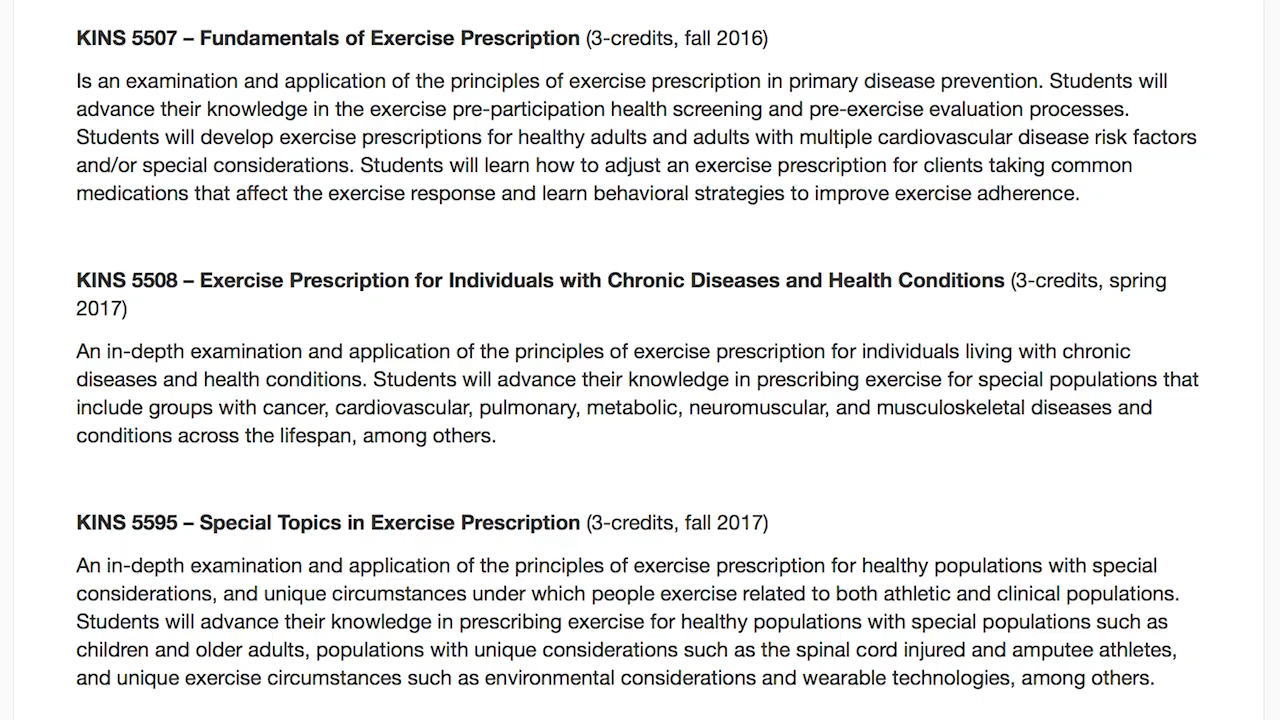 KINS 5507 – Fundamentals of Exercise Prescription (3-credits, fall 2016)
Is an examination and application of the principles of exercise prescription in primary disease prevention. Students will
advance their knowledge in the exercise pre-participation health screening and pre-exercise evaluation processes.
Students will develop exercise prescriptions for healthy adults and adults with multiple cardiovascular disease risk factors
and/or special considerations. Students will learn how to adjust an exercise prescription for clients taking common
medications that affect the exercise response and learn behavioral strategies to improve exercise adherence.
KINS 5508 – Exercise Prescription for Individuals with Chronic Diseases and Health Conditions (3-credits, spring
2017)
An in-depth examination and application of the principles of exercise prescription for individuals living with chronic
diseases and health conditions. Students will advance their knowledge in prescribing exercise for special populations that
include groups with cancer, cardiovascular, pulmonary, metabolic, neuromuscular, and musculoskeletal diseases and
conditions across the lifespan, among others.
KINS 5595 – Special Topics in Exercise Prescription (3-credits, fall 2017)
An in-depth examination and application of the principles of exercise prescription for healthy populations with special
considerations, and unique circumstances under which people exercise related to both athletic and clinical populations.
Students will advance their knowledge in prescribing exercise for healthy populations with special populations such as
children and older adults, populations with unique considerations such as the spinal cord injured and amputee athletes,
and unique exercise circumstances such as environmental considerations and wearable technologies, among others.